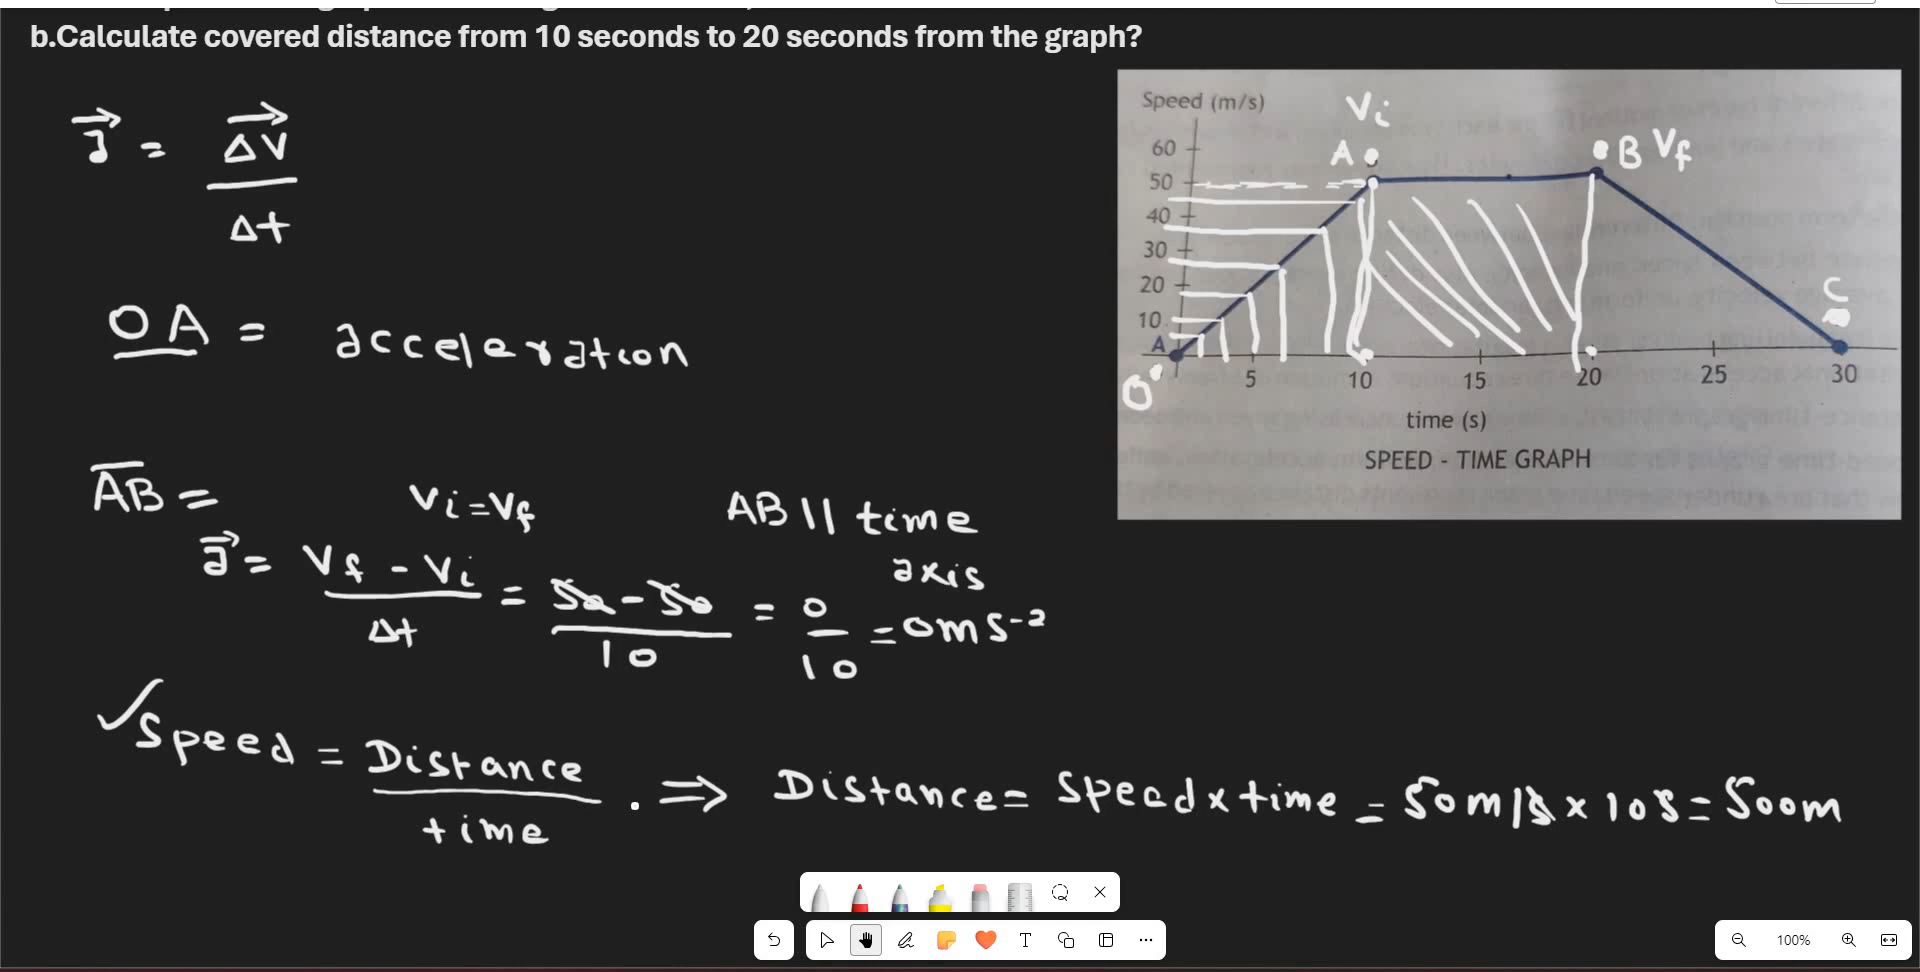 b.Calculate covered distance from 10 seconds to 20 seconds from the graph?
a = ΔV
Δt
OA = acceleration
AB =
Vi=Vf
AB || time
axis
a = Vf - Vi = 50 - 50 = 0 = 0ms-2
Δt 10 10
Speed = Distance . ⇒ Distance = Speed x time = 50m/s x 10s = 500m
time
Speed (m/s)
Vi
A
B Vf
60
50
40
30
20
10
A
O
C
5 10 15 20 25 30
time (s)
SPEED - TIME GRAPH
T
100%